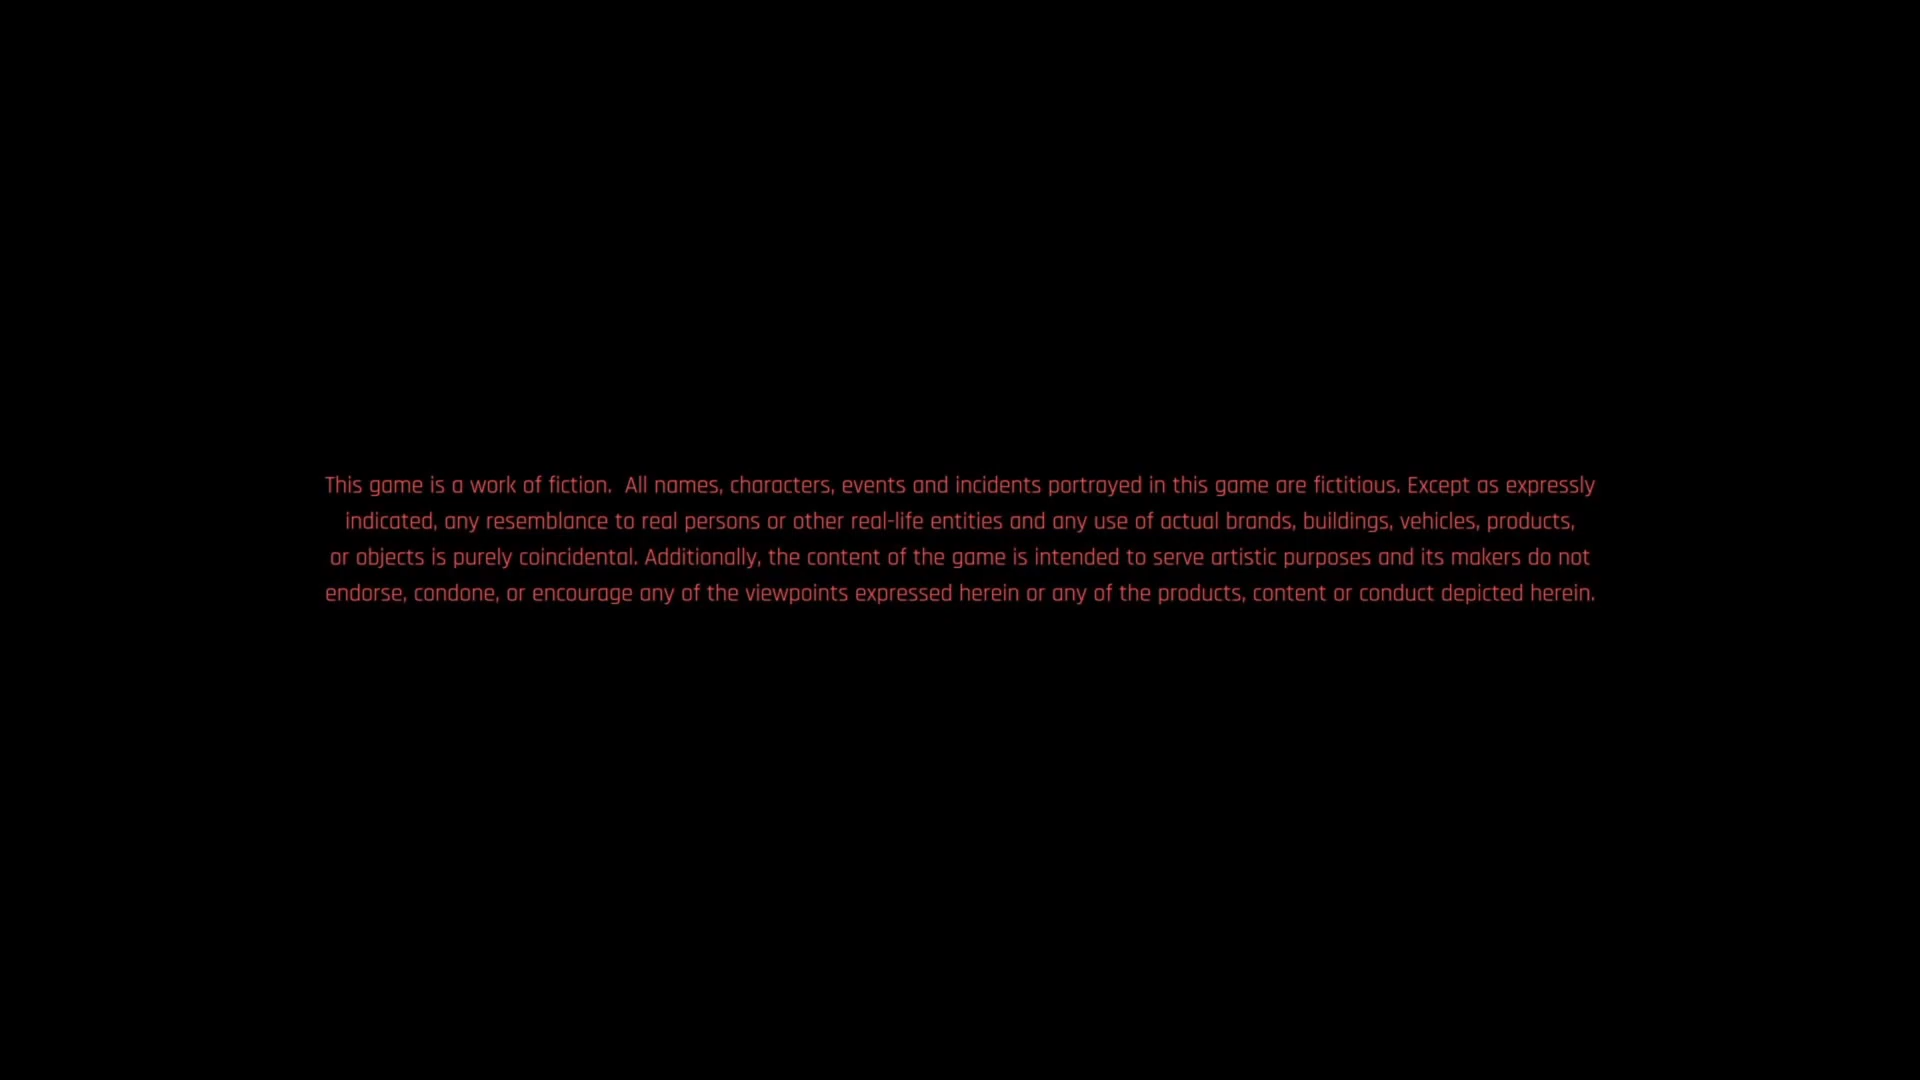 This game is a work of fiction.  All names, characters, events and incidents portrayed in this game are fictitious. Except as expressly
indicated, any resemblance to real persons or other real-life entities and any use of actual brands, buildings, vehicles, products,
or objects is purely coincidental. Additionally, the content of the game is intended to serve artistic purposes and its makers do not
endorse, condone, or encourage any of the viewpoints expressed herein or any of the products, content or conduct depicted herein.